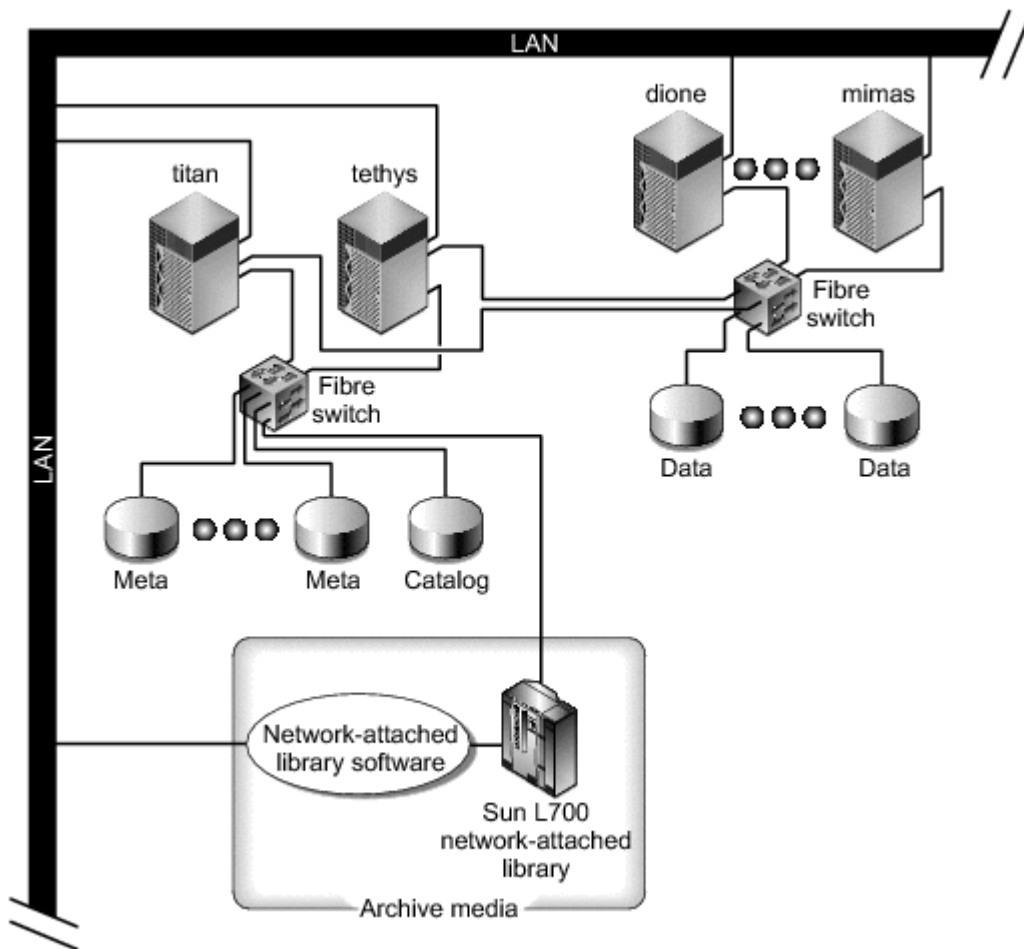 LAN
dione
mimas
titan
tethys
Fibre
switch
Fibre
switch
LAN
Data
Data
Meta
Meta
Catalog
Network-attached
library software
Sun L700
network-attached
library
Archive media